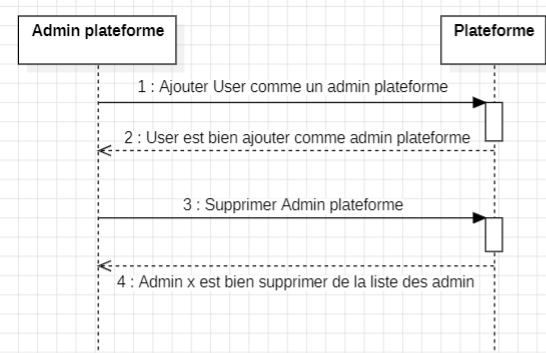 Admin plateforme
Plateforme
1 : Ajouter User comme un admin plateforme
2 : User est bien ajouter comme admin plateforme
3 : Supprimer Admin plateforme
4 : Admin x est bien supprimer de la liste des admin